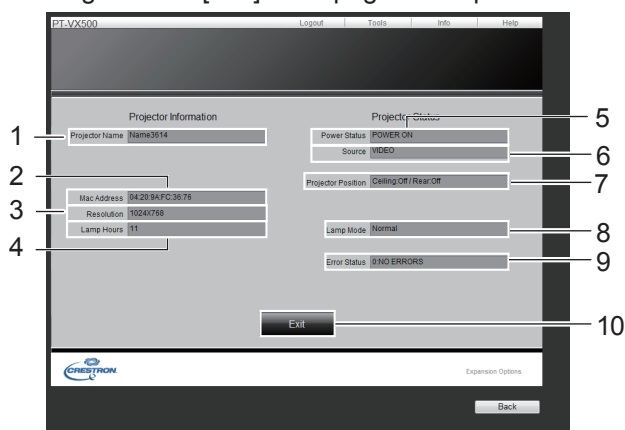 PT-VX500 Logout Tools Info Help
Projector Information Projector Status
1 Projector Name Name3614 Power Status POWER ON 5
Source VIDEO 6
2 Projector Position Ceiling:Off / Rear:Off 7
Mac Address 04:20:9A:FC:36:76
3 Resolution 1024X768
4 Lamp Hours 11 Lamp Mode Normal 8
Error Status 0:NO ERRORS 9
Exit 10
CRESTRON Expansion Options
Back